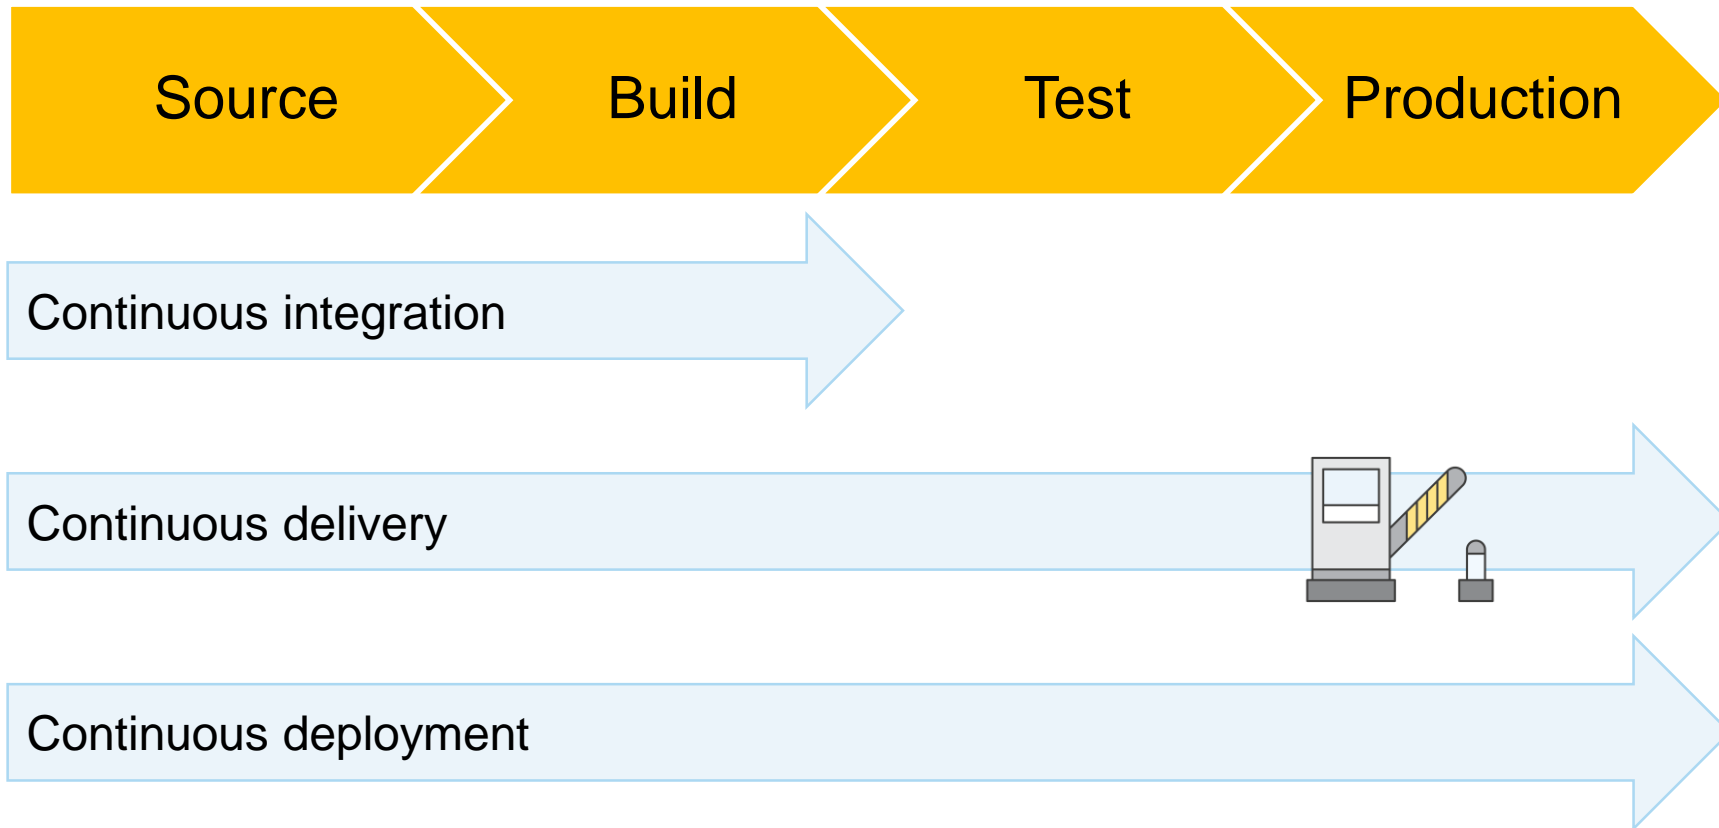 Source Build Test Production
Continuous integration
Continuous delivery
Continuous deployment